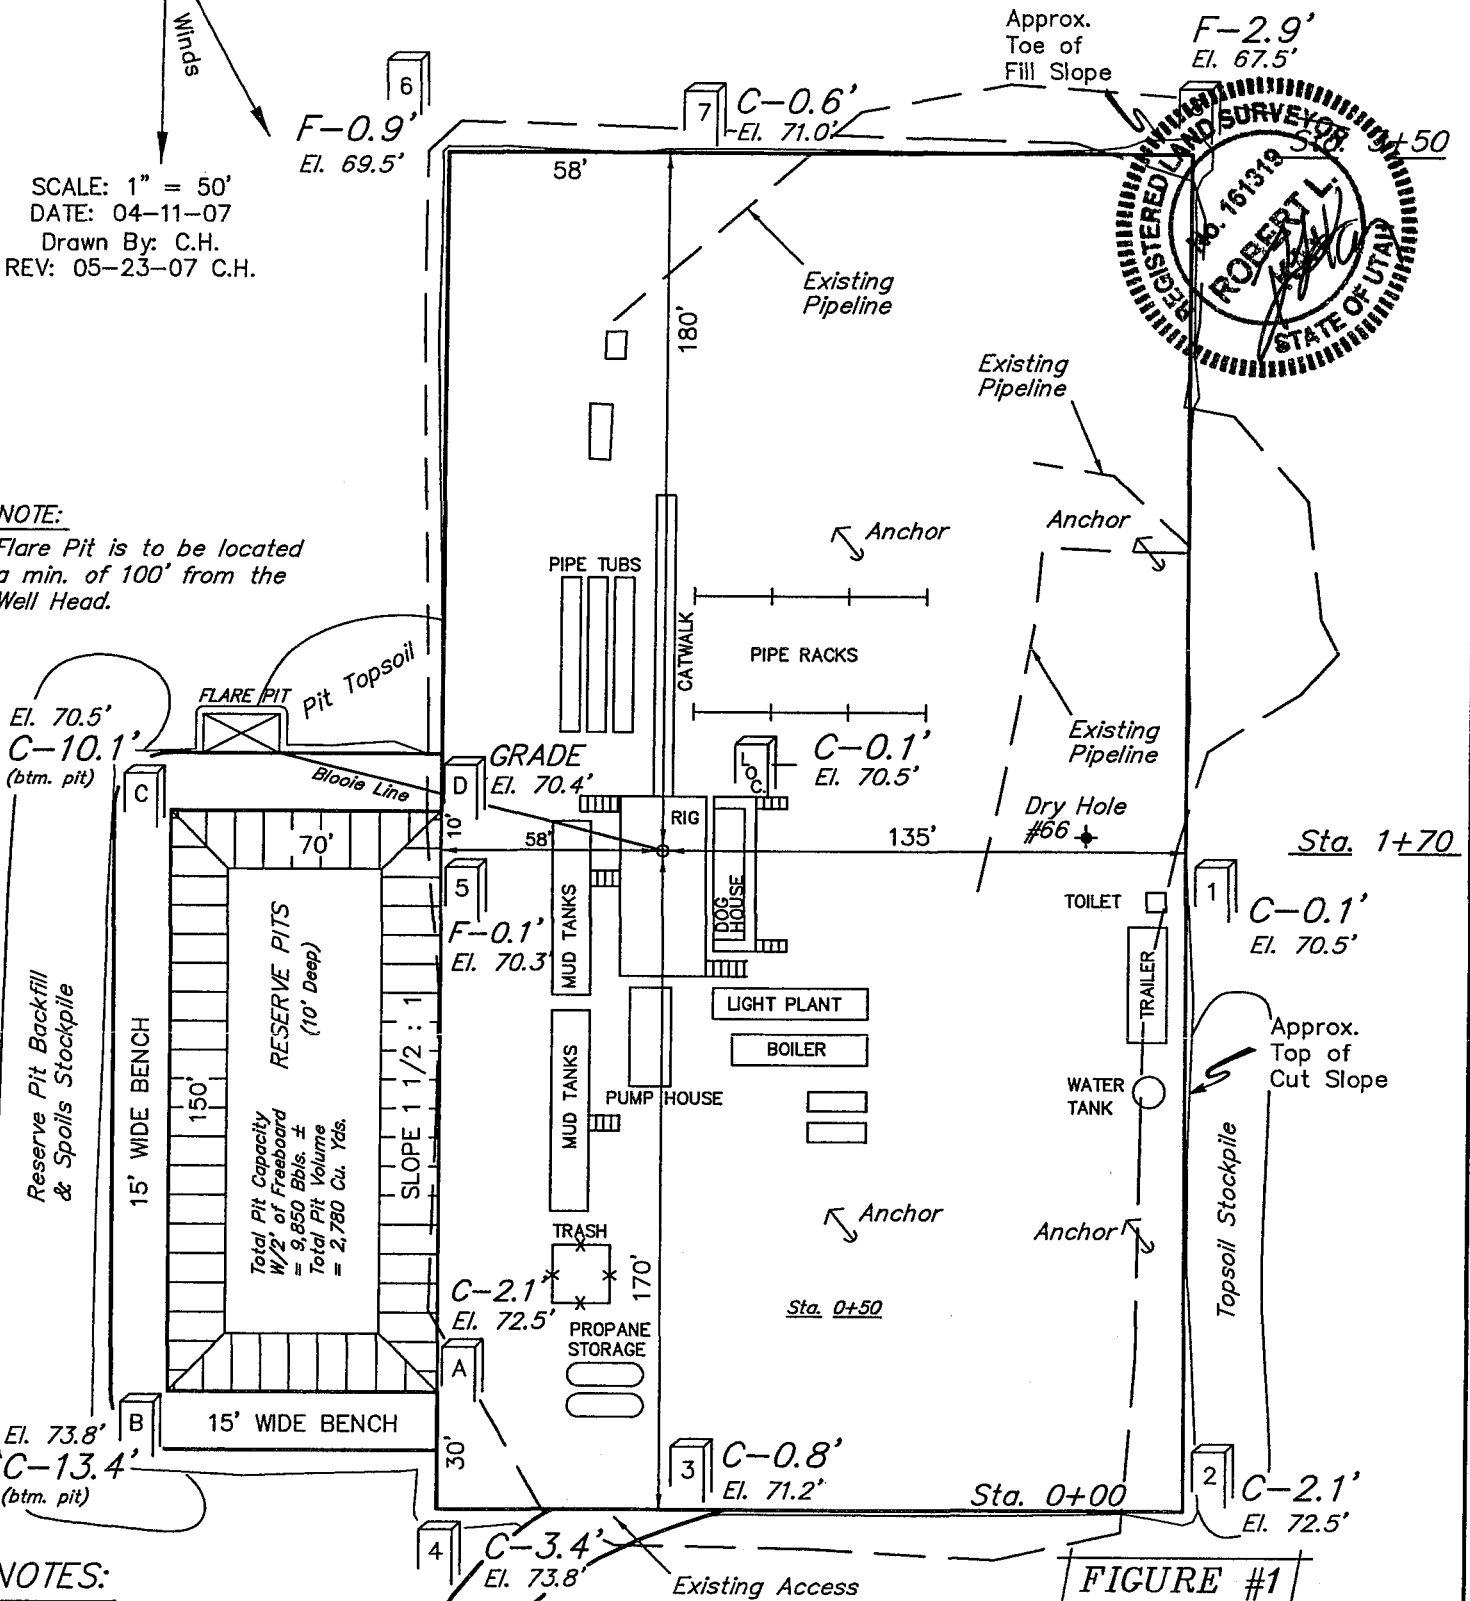 Winds
SCALE: 1" = 50'
DATE: 04-11-07
Drawn By: C.H.
REV: 05-23-07 C.H.
6
F-0.9'
El. 69.5'
7
C-0.6'
El. 71.0'
Approx.
Toe of
Fill Slope
F-2.9'
El. 67.5'
REGISTERED LAND SURVEYOR
No. 161319
ROBERT L.
STATE OF UTAH
58'
180'
Existing
Pipeline
Existing
Pipeline
NOTE:
Flare Pit is to be located
a min. of 100' from the
Well Head.
Anchor
Anchor
PIPE TUBS
CATWALK
PIPE RACKS
Pit Topsoil
FLARE PIT
El. 70.5'
C-10.1'
(btm. pit)
C
Blooie Line
D
GRADE
El. 70.4'
L
O
C.
C-0.1'
El. 70.5'
Existing
Pipeline
RIG
Dry Hole
#66
70'
10'
58'
135'
Sta. 1+70
5
F-0.1'
El. 70.3'
MUD TANKS
DOG
HOUSE
TOILET
TRAILER
1
C-0.1'
El. 70.5'
Reserve Pit Backfill
& Spoils Stockpile
15' WIDE BENCH
150'
RESERVE PITS
(10' Deep)
Total Pit Capacity
W/2' of Freeboard
= 9,850 Bbls. ±
Total Pit Volume
= 2,780 Cu. Yds.
SLOPE 1 1/2 : 1
LIGHT PLANT
BOILER
MUD TANKS
PUMP HOUSE
WATER
TANK
Approx.
Top of
Cut Slope
Topsoil Stockpile
TRASH
170'
Anchor
Anchor
C-2.1'
El. 72.5'
Sta. 0+50
PROPANE
STORAGE
A
B
15' WIDE BENCH
El. 73.8'
C-13.4'
(btm. pit)
30'
3
C-0.8'
El. 71.2'
Sta. 0+00
2
C-2.1'
El. 72.5'
4
C-3.4'
El. 73.8'
Existing Access
NOTES:
FIGURE #1